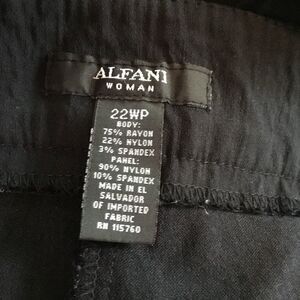 ALFANI
WOMAN
22WP
BODY:
75% RAYON
22% NYLON
3% SPANDEX
PANEL:
90% NYLON
10% SPANDEX
MADE IN EL
SALVADOR
OF IMPORTED
FABRIC
RN 115760